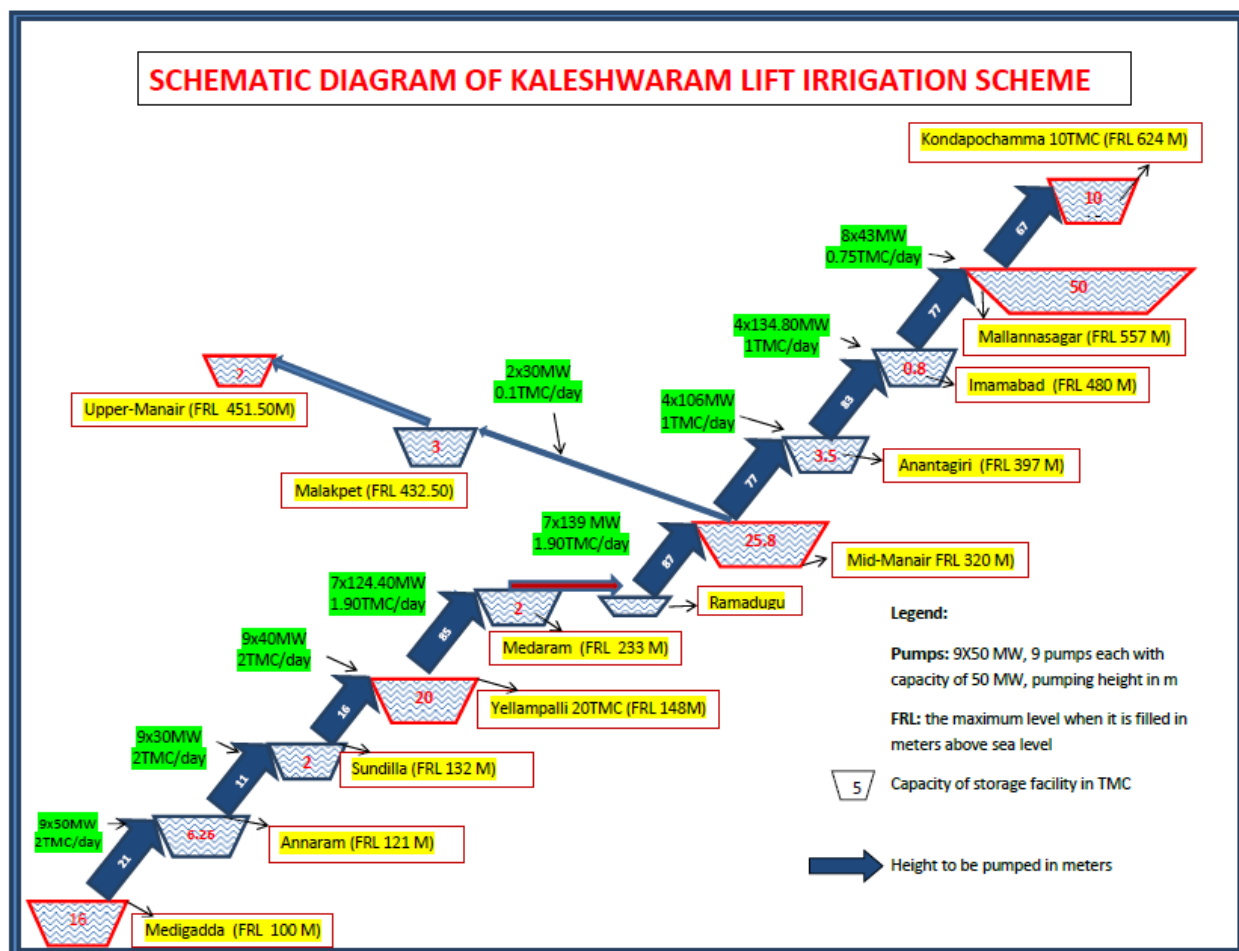 SCHEMATIC DIAGRAM OF KALESHWARAM LIFT IRRIGATION SCHEME
Kondapochamma 10TMC (FRL 624 M)
10
67
8x43MW
0.75TMC/day
50
77
Mallannasagar (FRL 557 M)
4x134.80MW
1TMC/day
0.8
Imamabad (FRL 480 M)
83
2x30MW
0.1TMC/day
Upper-Manair (FRL 451.50M)
4x106MW
1TMC/day
3
3.5
Anantagiri (FRL 397 M)
Malakpet (FRL 432.50)
77
7x139 MW
1.90TMC/day
25.8
Mid-Manair FRL 320 M)
87
7x124.40MW
1.90TMC/day
2
Ramadugu
85
Medaram (FRL 233 M)
9x40MW
2TMC/day
20
Yellampalli 20TMC (FRL 148M)
16
9x30MW
2TMC/day
2
Sundilla (FRL 132 M)
11
9x50MW
2TMC/day
6.26
Annaram (FRL 121 M)
21
16
Medigadda (FRL 100 M)
Legend:
Pumps: 9X50 MW, 9 pumps each with
capacity of 50 MW, pumping height in m
FRL: the maximum level when it is filled in
meters above sea level
5
Capacity of storage facility in TMC
Height to be pumped in meters